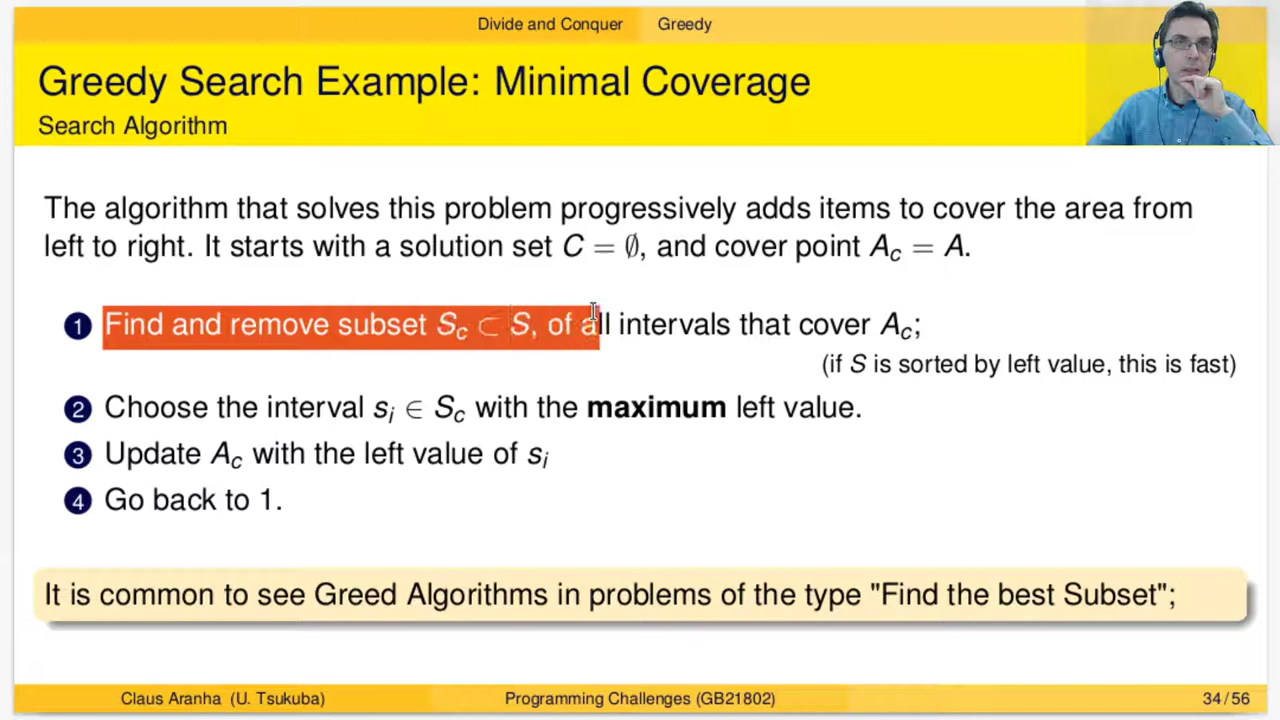 Divide and Conquer Greedy
Greedy Search Example: Minimal Coverage
Search Algorithm
The algorithm that solves this problem progressively adds items to cover the area from
left to right. It starts with a solution set C = ∅, and cover point A_c = A.
1 Find and remove subset S_c ⊂ S, of all intervals that cover A_c;
(if S is sorted by left value, this is fast)
2 Choose the interval s_i ∈ S_c with the maximum left value.
3 Update A_c with the left value of s_i
4 Go back to 1.
It is common to see Greed Algorithms in problems of the type "Find the best Subset";
Claus Aranha (U. Tsukuba) Programming Challenges (GB21802) 34/56